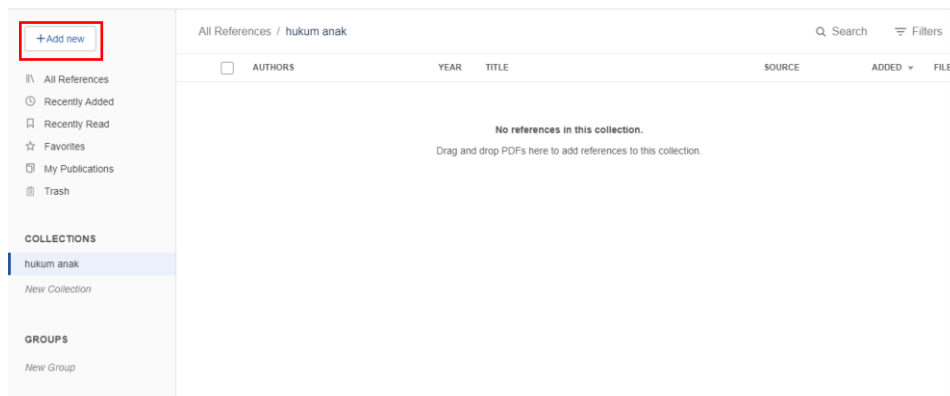 +Add new
All References
Recently Added
Recently Read
Favorites
My Publications
Trash
COLLECTIONS
hukum anak
New Collection
GROUPS
New Group
All References / hukum anak
Search
Filters
AUTHORS YEAR TITLE SOURCE ADDED FILE
No references in this collection.
Drag and drop PDFs here to add references to this collection.